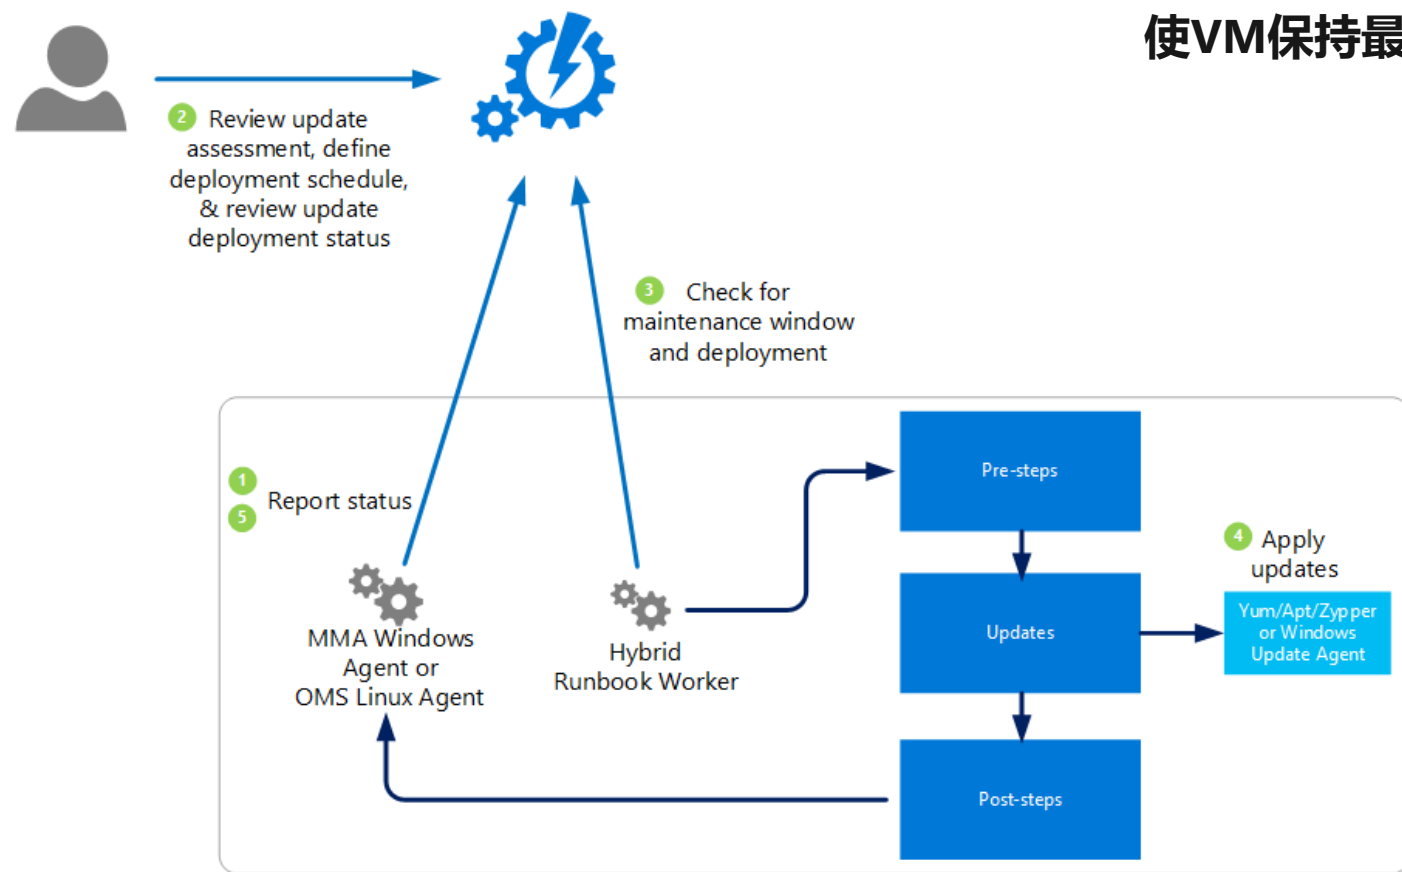 使VM保持最
2 Review update
assessment, define
deployment schedule,
& review update
deployment status
3 Check for
maintenance window
and deployment
1
5
Report status
MMA Windows
Agent or
OMS Linux Agent
Hybrid
Runbook Worker
Pre-steps
Updates
Post-steps
4 Apply
updates
Yum/Apt/Zypper
or Windows
Update Agent